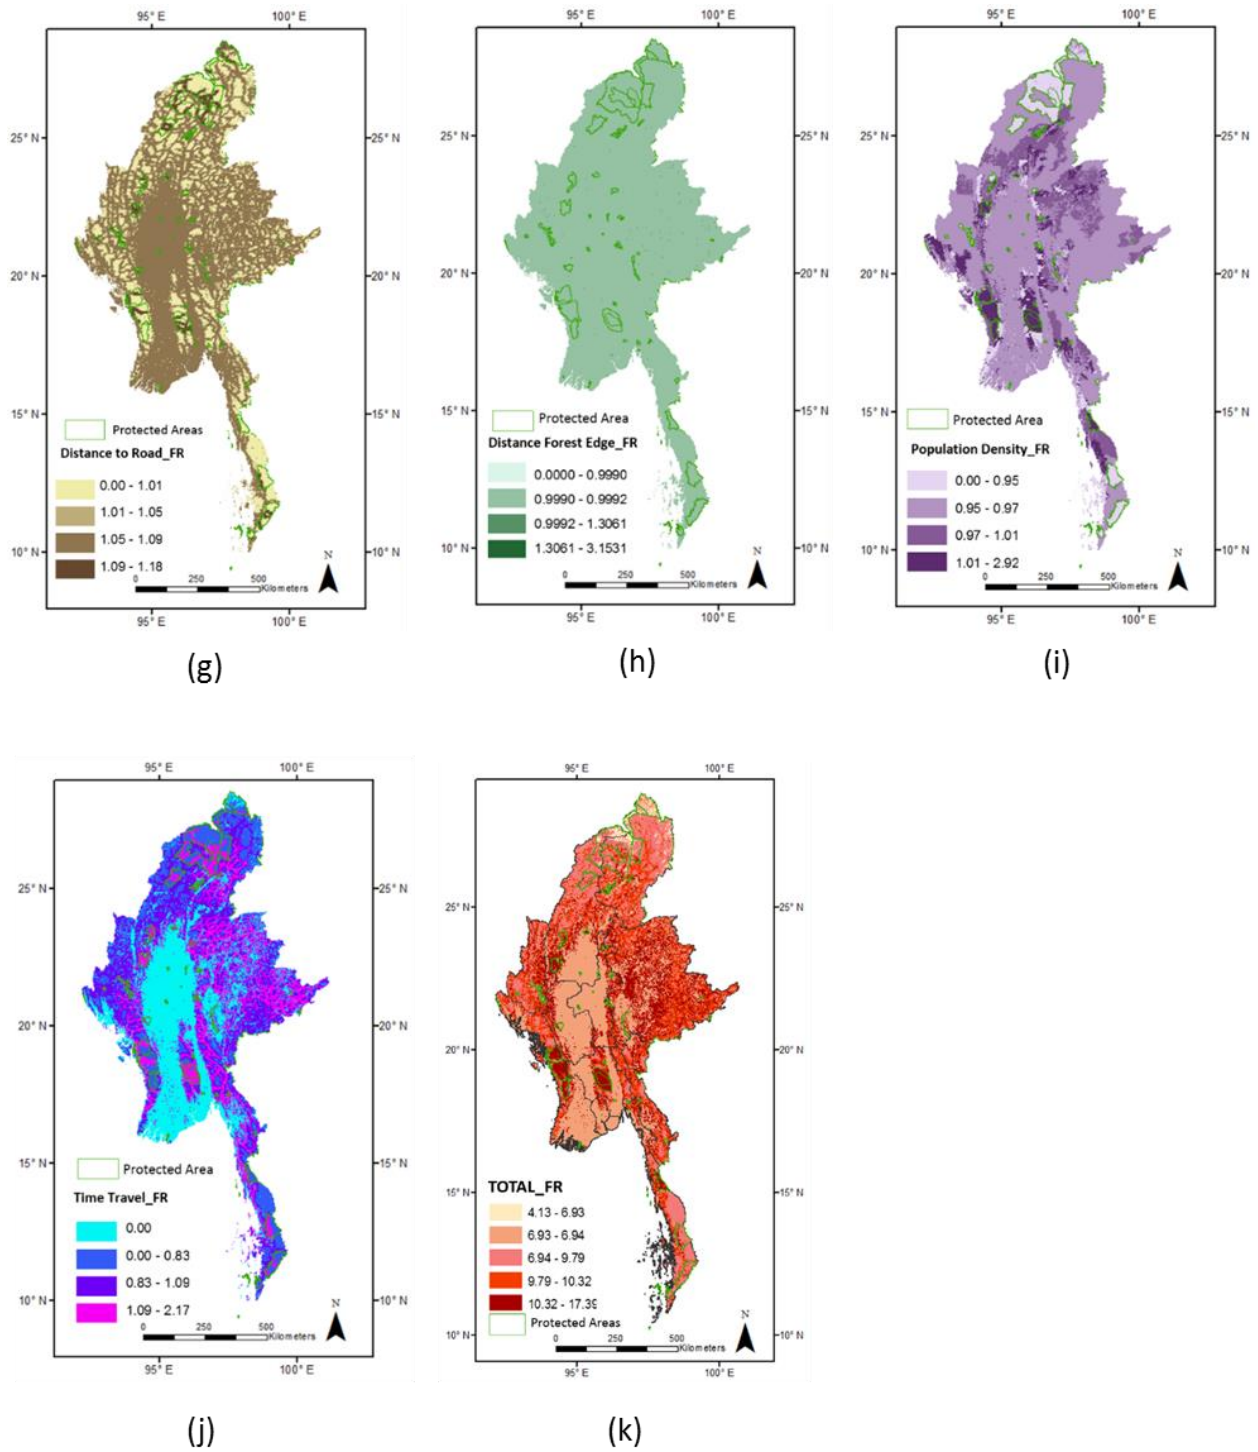 95° E 100° E
25° N 25° N
20° N 20° N
15° N 15° N
10° N 10° N
Protected Areas
Distance to Road_FR
0.00 - 1.01
1.01 - 1.05
1.05 - 1.09
1.09 - 1.18
N
0 250 500
Kilometers
95° E 100° E
(g)
95° E 100° E
25° N 25° N
20° N 20° N
15° N 15° N
10° N 10° N
Protected Area
Distance Forest Edge_FR
0.0000 - 0.9990
0.9990 - 0.9992
0.9992 - 1.3061
1.3061 - 3.1531
N
0 250 500
Kilometers
95° E 100° E
(h)
95° E 100° E
25° N 25° N
20° N 20° N
15° N 15° N
10° N 10° N
Protected Area
Population Density_FR
0.00 - 0.95
0.95 - 0.97
0.97 - 1.01
1.01 - 2.92
N
0 250 500
Kilometers
95° E 100° E
(i)
95° E 100° E
25° N 25° N
20° N 20° N
15° N 15° N
10° N 10° N
Protected Area
Time Travel_FR
0.00
0.00 - 0.83
0.83 - 1.09
1.09 - 2.17
N
0 250 500
Kilometers
95° E 100° E
(j)
95° E 100° E
25° N 25° N
20° N 20° N
15° N 15° N
10° N 10° N
TOTAL_FR
4.13 - 6.93
6.93 - 6.94
6.94 - 9.79
9.79 - 10.32
10.32 - 17.39
Protected Areas
N
0 250 500
Kilometers
95° E 100° E
(k)